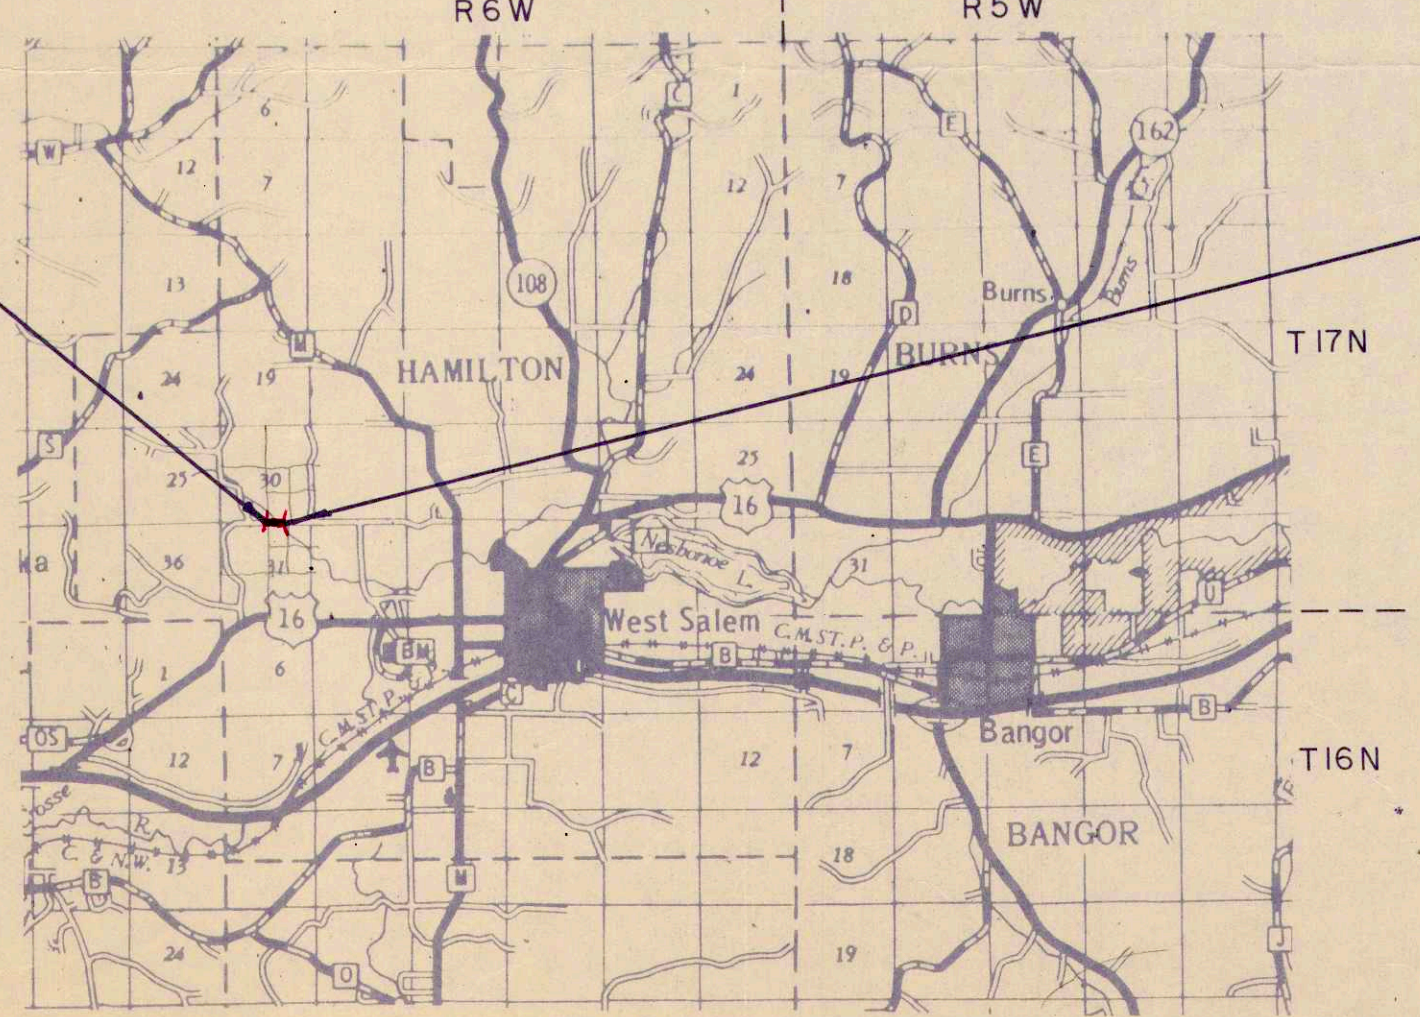 R6W
R5W
C
1
6
E
162
W
12
7
12
7
13
108
18
Burns
Burns
D
M
T17N
HAMILTON
BURNS
24
19
24
19
S
E
25
30
25
16
Neshonoc L.
36
31
31
16
West Salem
U
C.M.ST.P. & P.
BM
B
1
6
C
C.M.ST.P.
OS
B
Bangor
12
7
B
12
7
T16N
R.
BANGOR
C. & N.W.
13
18
B
M
24
19
J
O